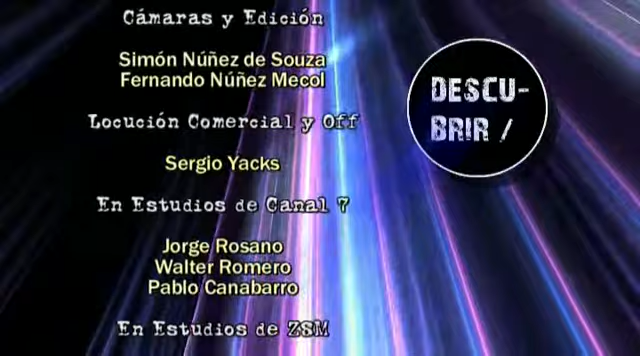 Cámaras y Edición
Simón Núñez de Souza
Fernando Núñez Mecol
Locución Comercial y Off
Sergio Yacks
En Estudios de Canal 7
Jorge Rosano
Walter Romero
Pablo Canabarro
En Estudios de ZSM
DESCU-
BRIR /